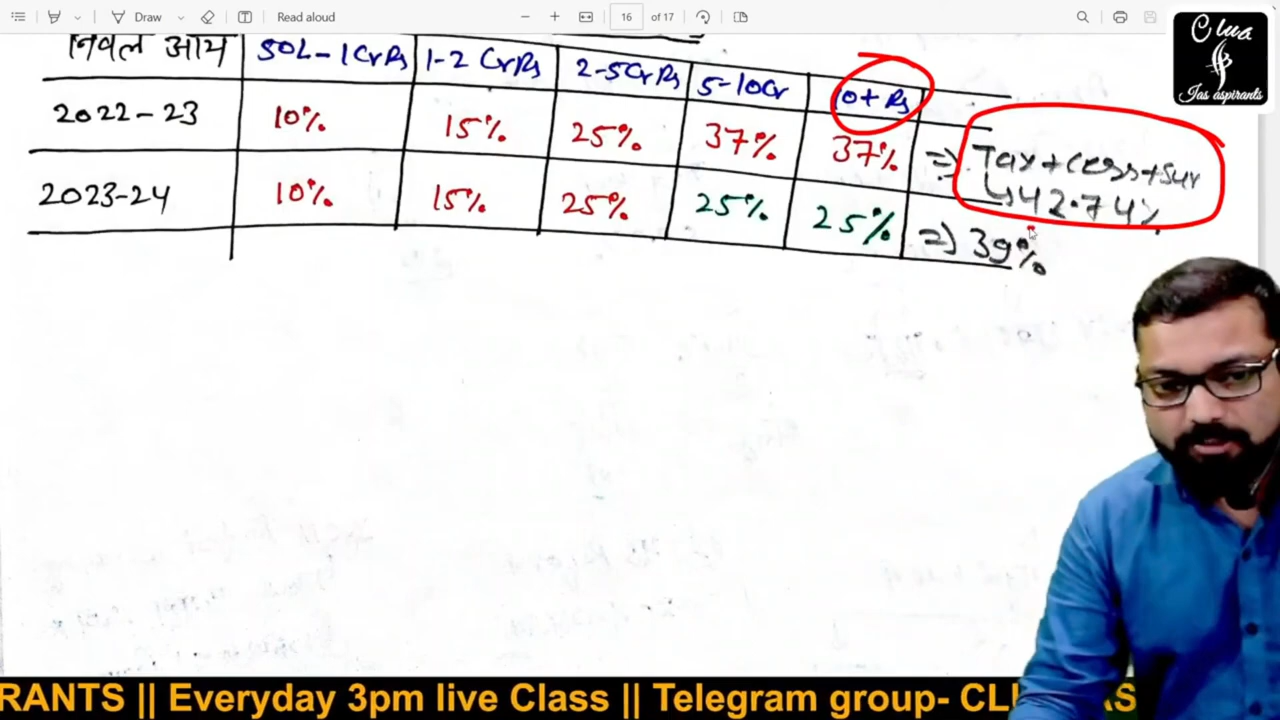 Draw
Read aloud
16
of 17
Clua
Ias aspirants
निवल आय 50L-1CrRs 1-2 CrRs 2-5CrRs 5-10Cr 10+ Rs
2022-23 10% 15% 25% 37% 37% => Tax+cess+sur
↳42.74%
2023-24 10% 15% 25% 25% 25% => 39%
RANTS || Everyday 3pm live Class || Telegram group- CL AS